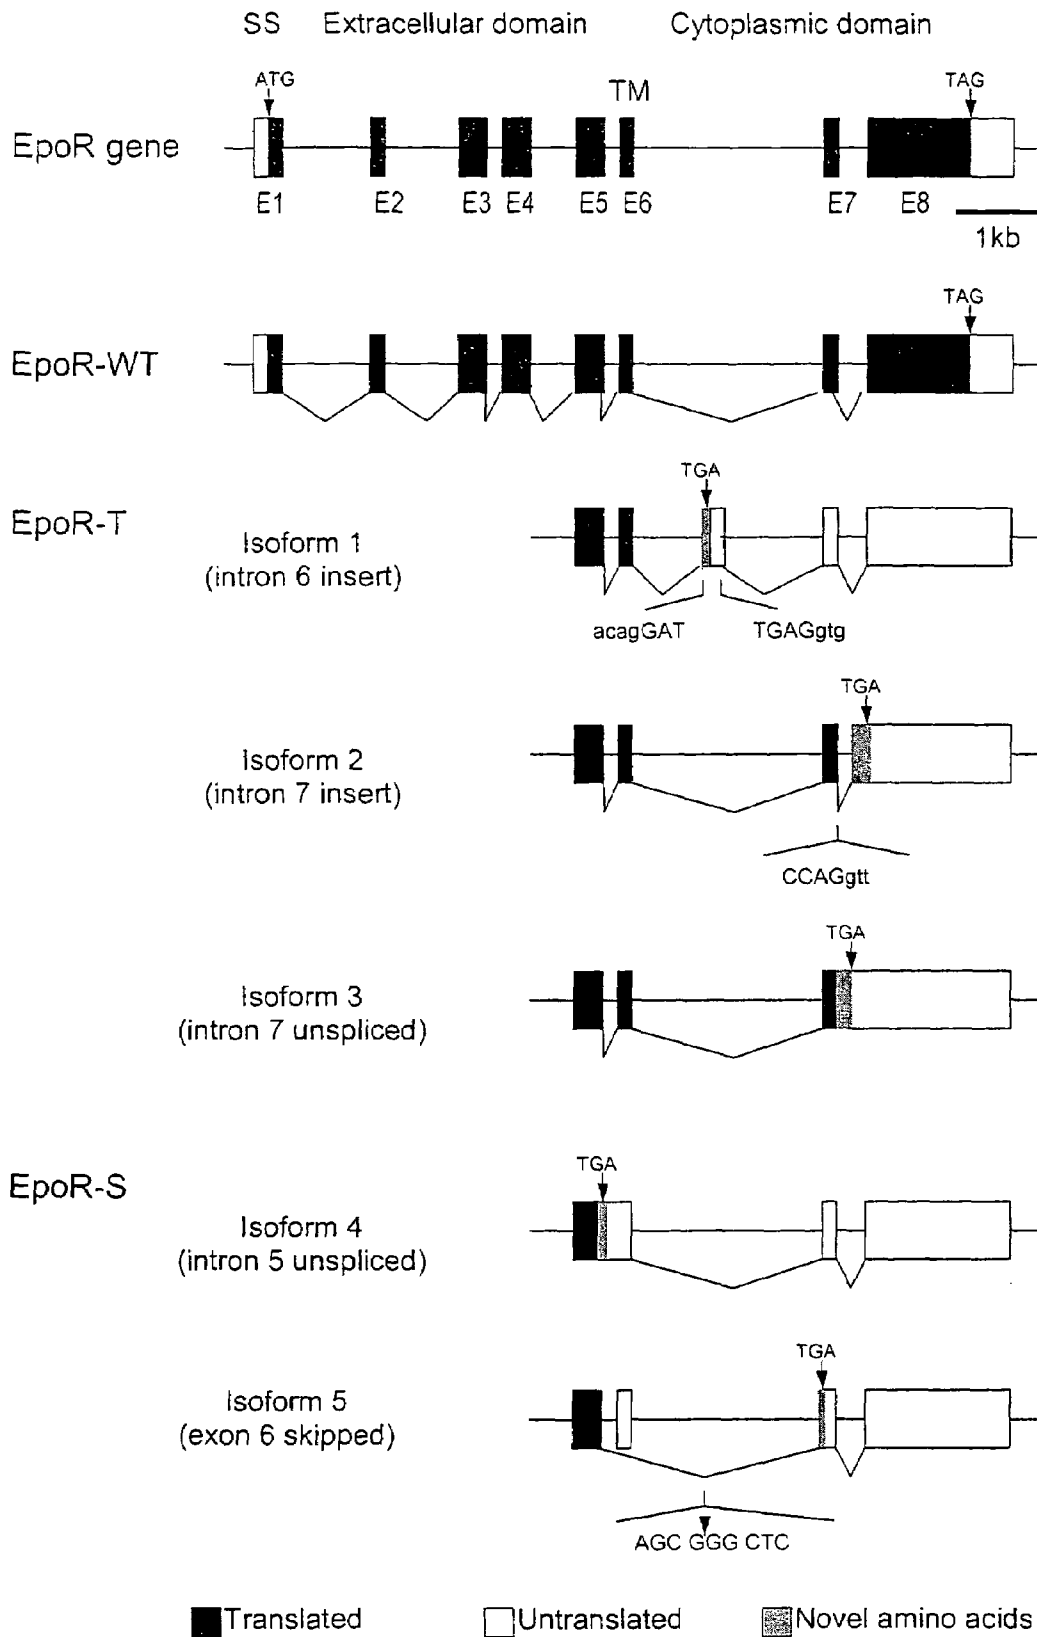 SS Extracellular domain Cytoplasmic domain
ATG TM TAG
EpoR gene
E1 E2 E3 E4 E5 E6 E7 E8
1kb
TAG
EpoR-WT
TGA
EpoR-T
Isoform 1
(intron 6 insert)
acagGAT TGAGgtg
TGA
Isoform 2
(intron 7 insert)
CCAGgtt
TGA
Isoform 3
(intron 7 unspliced)
TGA
EpoR-S
Isoform 4
(intron 5 unspliced)
TGA
Isoform 5
(exon 6 skipped)
AGC GGG CTC
Translated Untranslated Novel amino acids